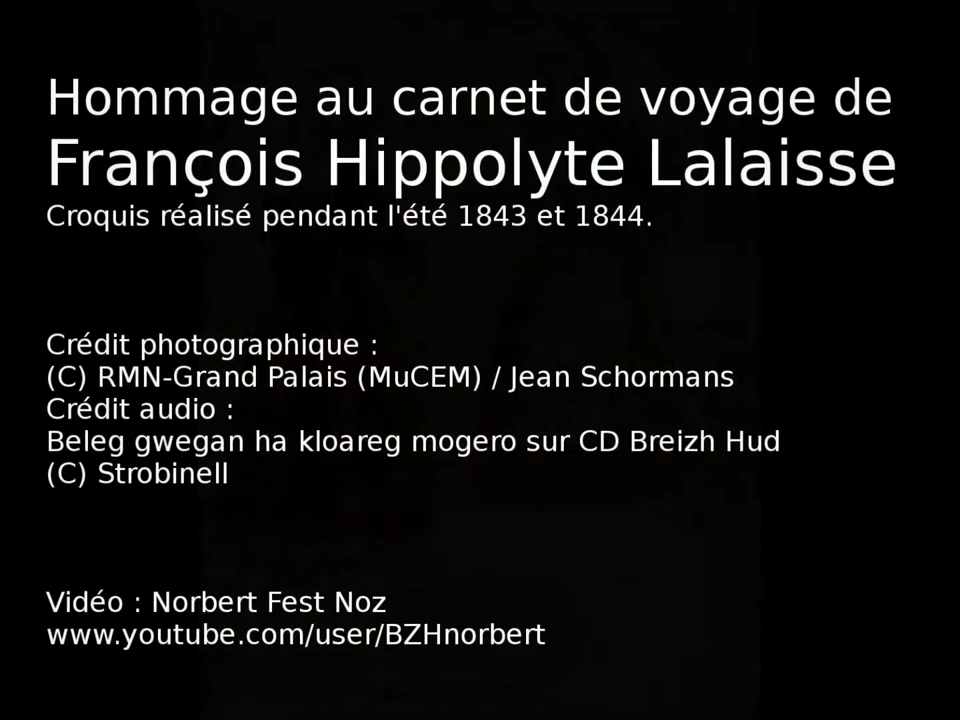 Hommage au carnet de voyage de
François Hippolyte Lalaisse
Croquis réalisé pendant l'été 1843 et 1844.
Crédit photographique :
(C) RMN-Grand Palais (MuCEM) / Jean Schormans
Crédit audio :
Beleg gwegan ha kloareg mogero sur CD Breizh Hud
(C) Strobinell
Vidéo : Norbert Fest Noz
www.youtube.com/user/BZHnorbert